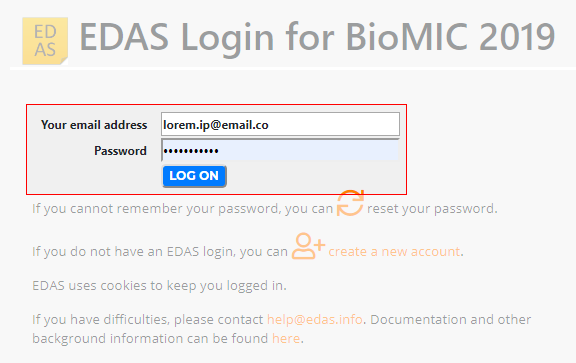 EDAS
EDAS Login for BioMIC 2019
Your email address lorem.ip@email.co
Password •••••••••••
LOG ON
If you cannot remember your password, you can reset your password.
If you do not have an EDAS login, you can create a new account.
EDAS uses cookies to keep you logged in.
If you have difficulties, please contact help@edas.info. Documentation and other
background information can be found here.